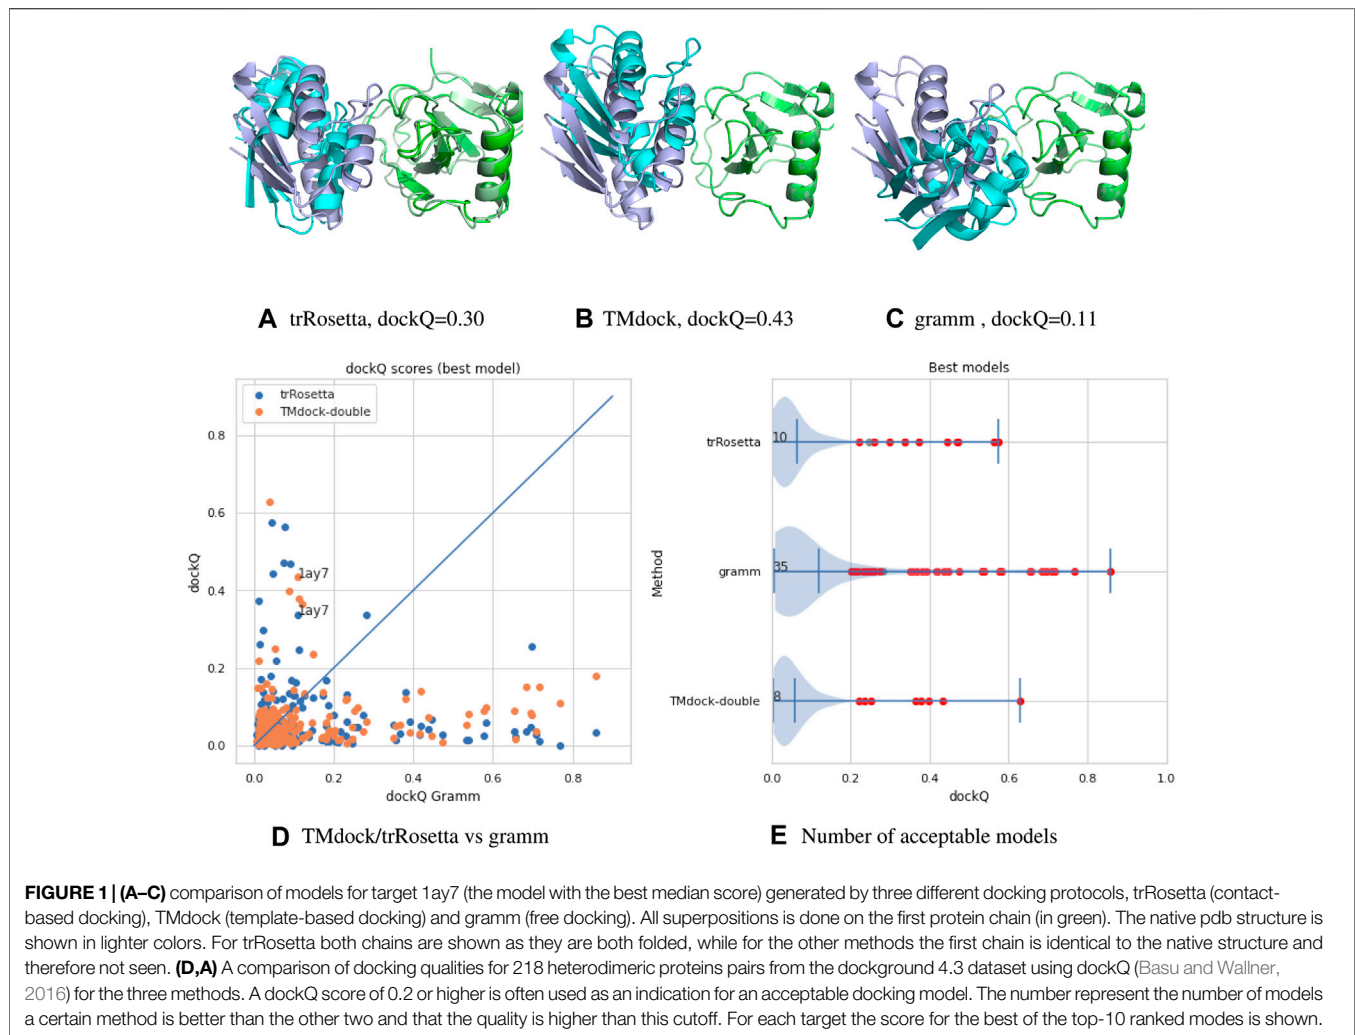 A trRosetta, dockQ=0.30
B TMdock, dockQ=0.43
C gramm , dockQ=0.11
dockQ scores (best model)
trRosetta
TMdock-double
0.8
0.6
0.4
0.2
0.0
dockQ
1ay7
1ay7
0.0 0.2 0.4 0.6 0.8
dockQ Gramm
D TMdock/trRosetta vs gramm
Best models
Method
trRosetta
10
gramm
35
TMdock-double
8
0.0 0.2 0.4 0.6 0.8 1.0
dockQ
E Number of acceptable models
FIGURE 1 | (A–C) comparison of models for target 1ay7 (the model with the best median score) generated by three different docking protocols, trRosetta (contact-
based docking), TMdock (template-based docking) and gramm (free docking). All superpositions is done on the first protein chain (in green). The native pdb structure is
shown in lighter colors. For trRosetta both chains are shown as they are both folded, while for the other methods the first chain is identical to the native structure and
therefore not seen. (D,A) A comparison of docking qualities for 218 heterodimeric proteins pairs from the dockground 4.3 dataset using dockQ (Basu and Wallner,
2016) for the three methods. A dockQ score of 0.2 or higher is often used as an indication for an acceptable docking model. The number represent the number of models
a certain method is better than the other two and that the quality is higher than this cutoff. For each target the score for the best of the top-10 ranked modes is shown.